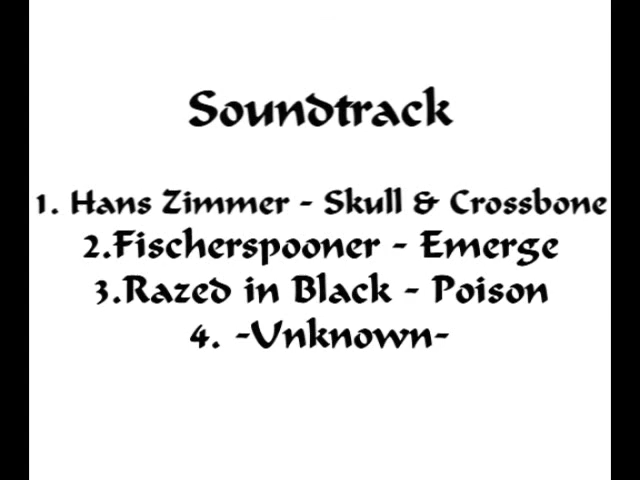 Soundtrack
1. Hans Zimmer - Skull & Crossbone
2.Fischerspooner - Emerge
3.Razed in Black - Poison
4. -Unknown-